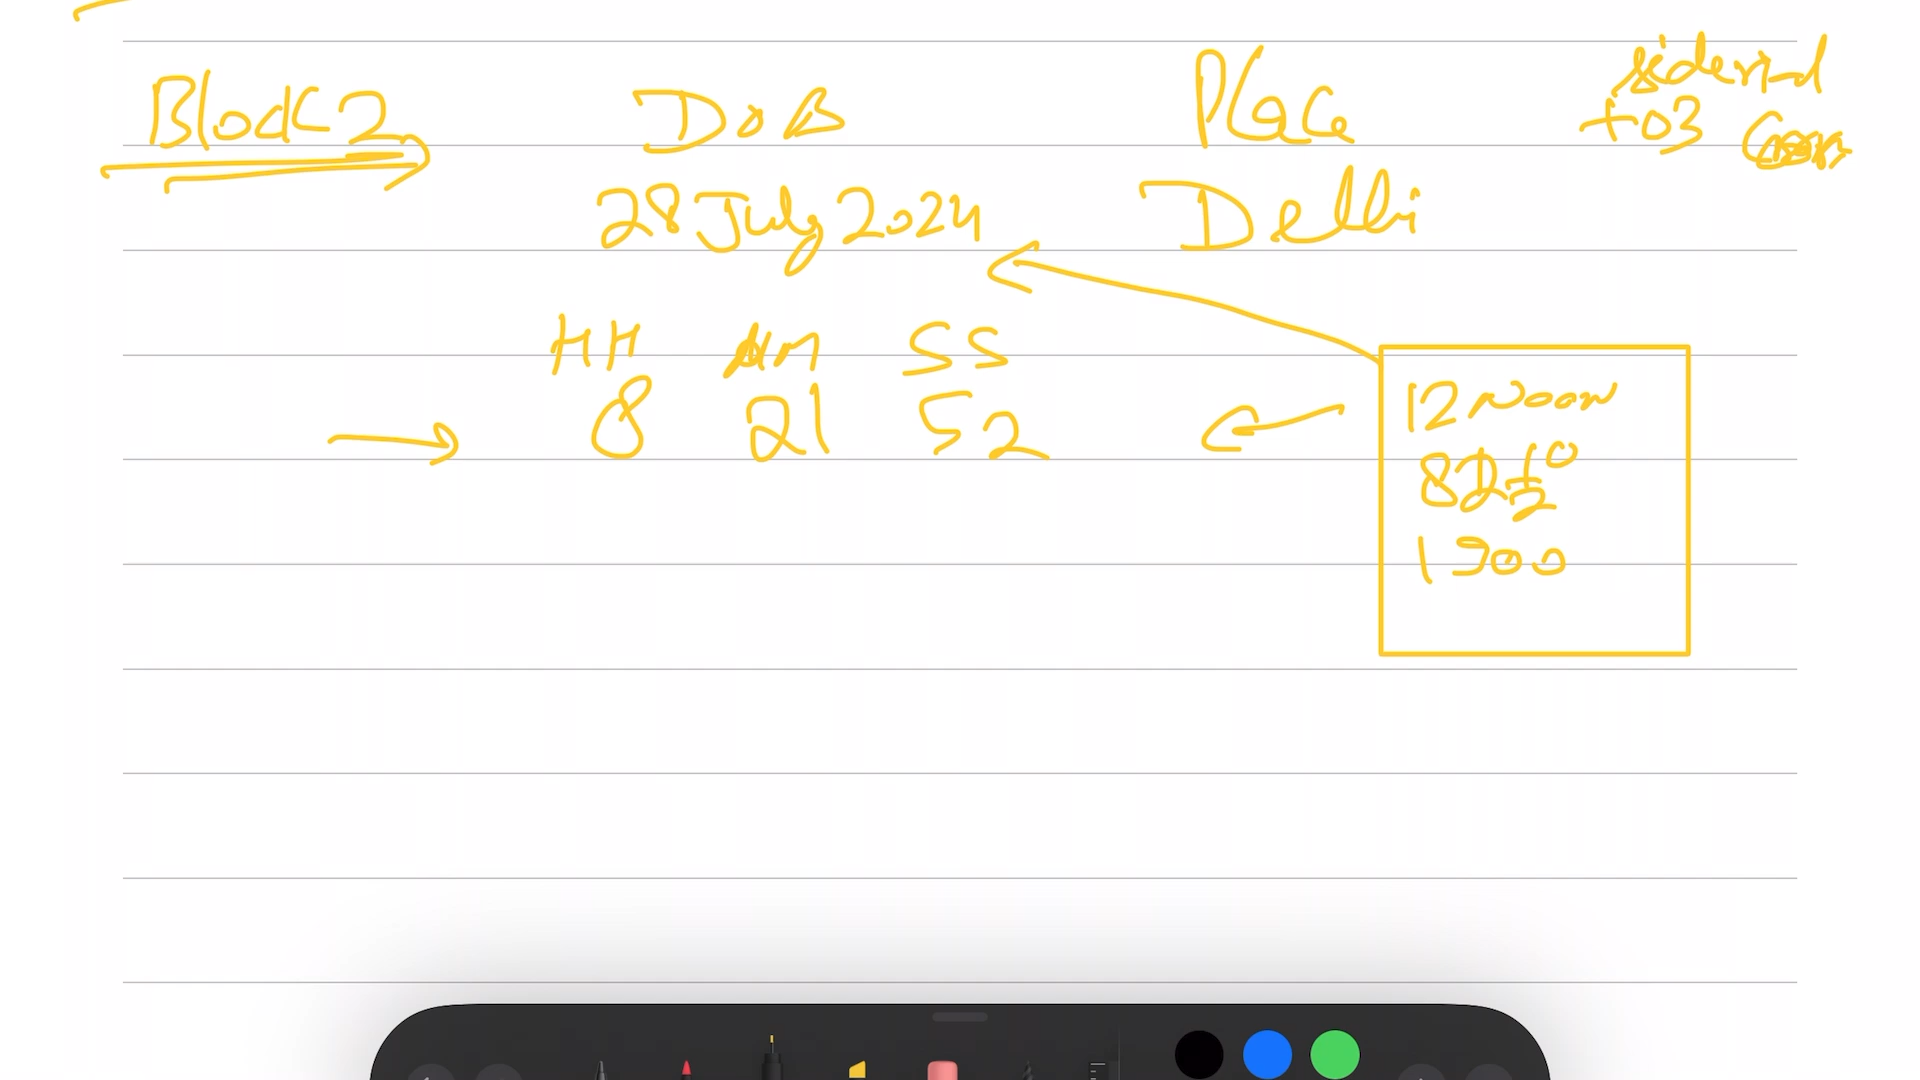 Block 2 DOB Place sidereal
28 July 2024 Delhi to3
HH MM SS
8 21 52
12 Noon
82½°
1900